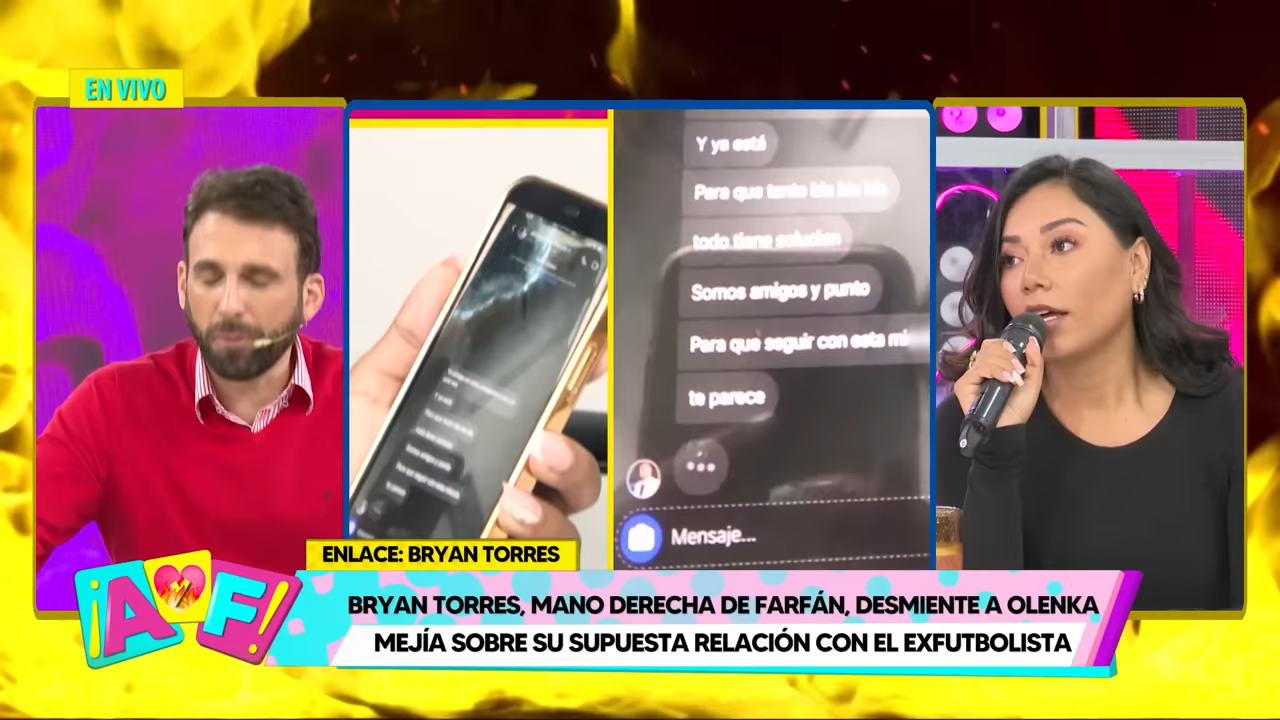 EN VIVO
Y ya está
Para que tanto bla bla bla
todo tiene solucien
Somos amigos y punto
Para que seguir con esta mi
te parece
Mensaje...
ENLACE: BRYAN TORRES
¡A F!
BRYAN TORRES, MANO DERECHA DE FARFÁN, DESMIENTE A OLENKA
MEJÍA SOBRE SU SUPUESTA RELACIÓN CON EL EXFUTBOLISTA